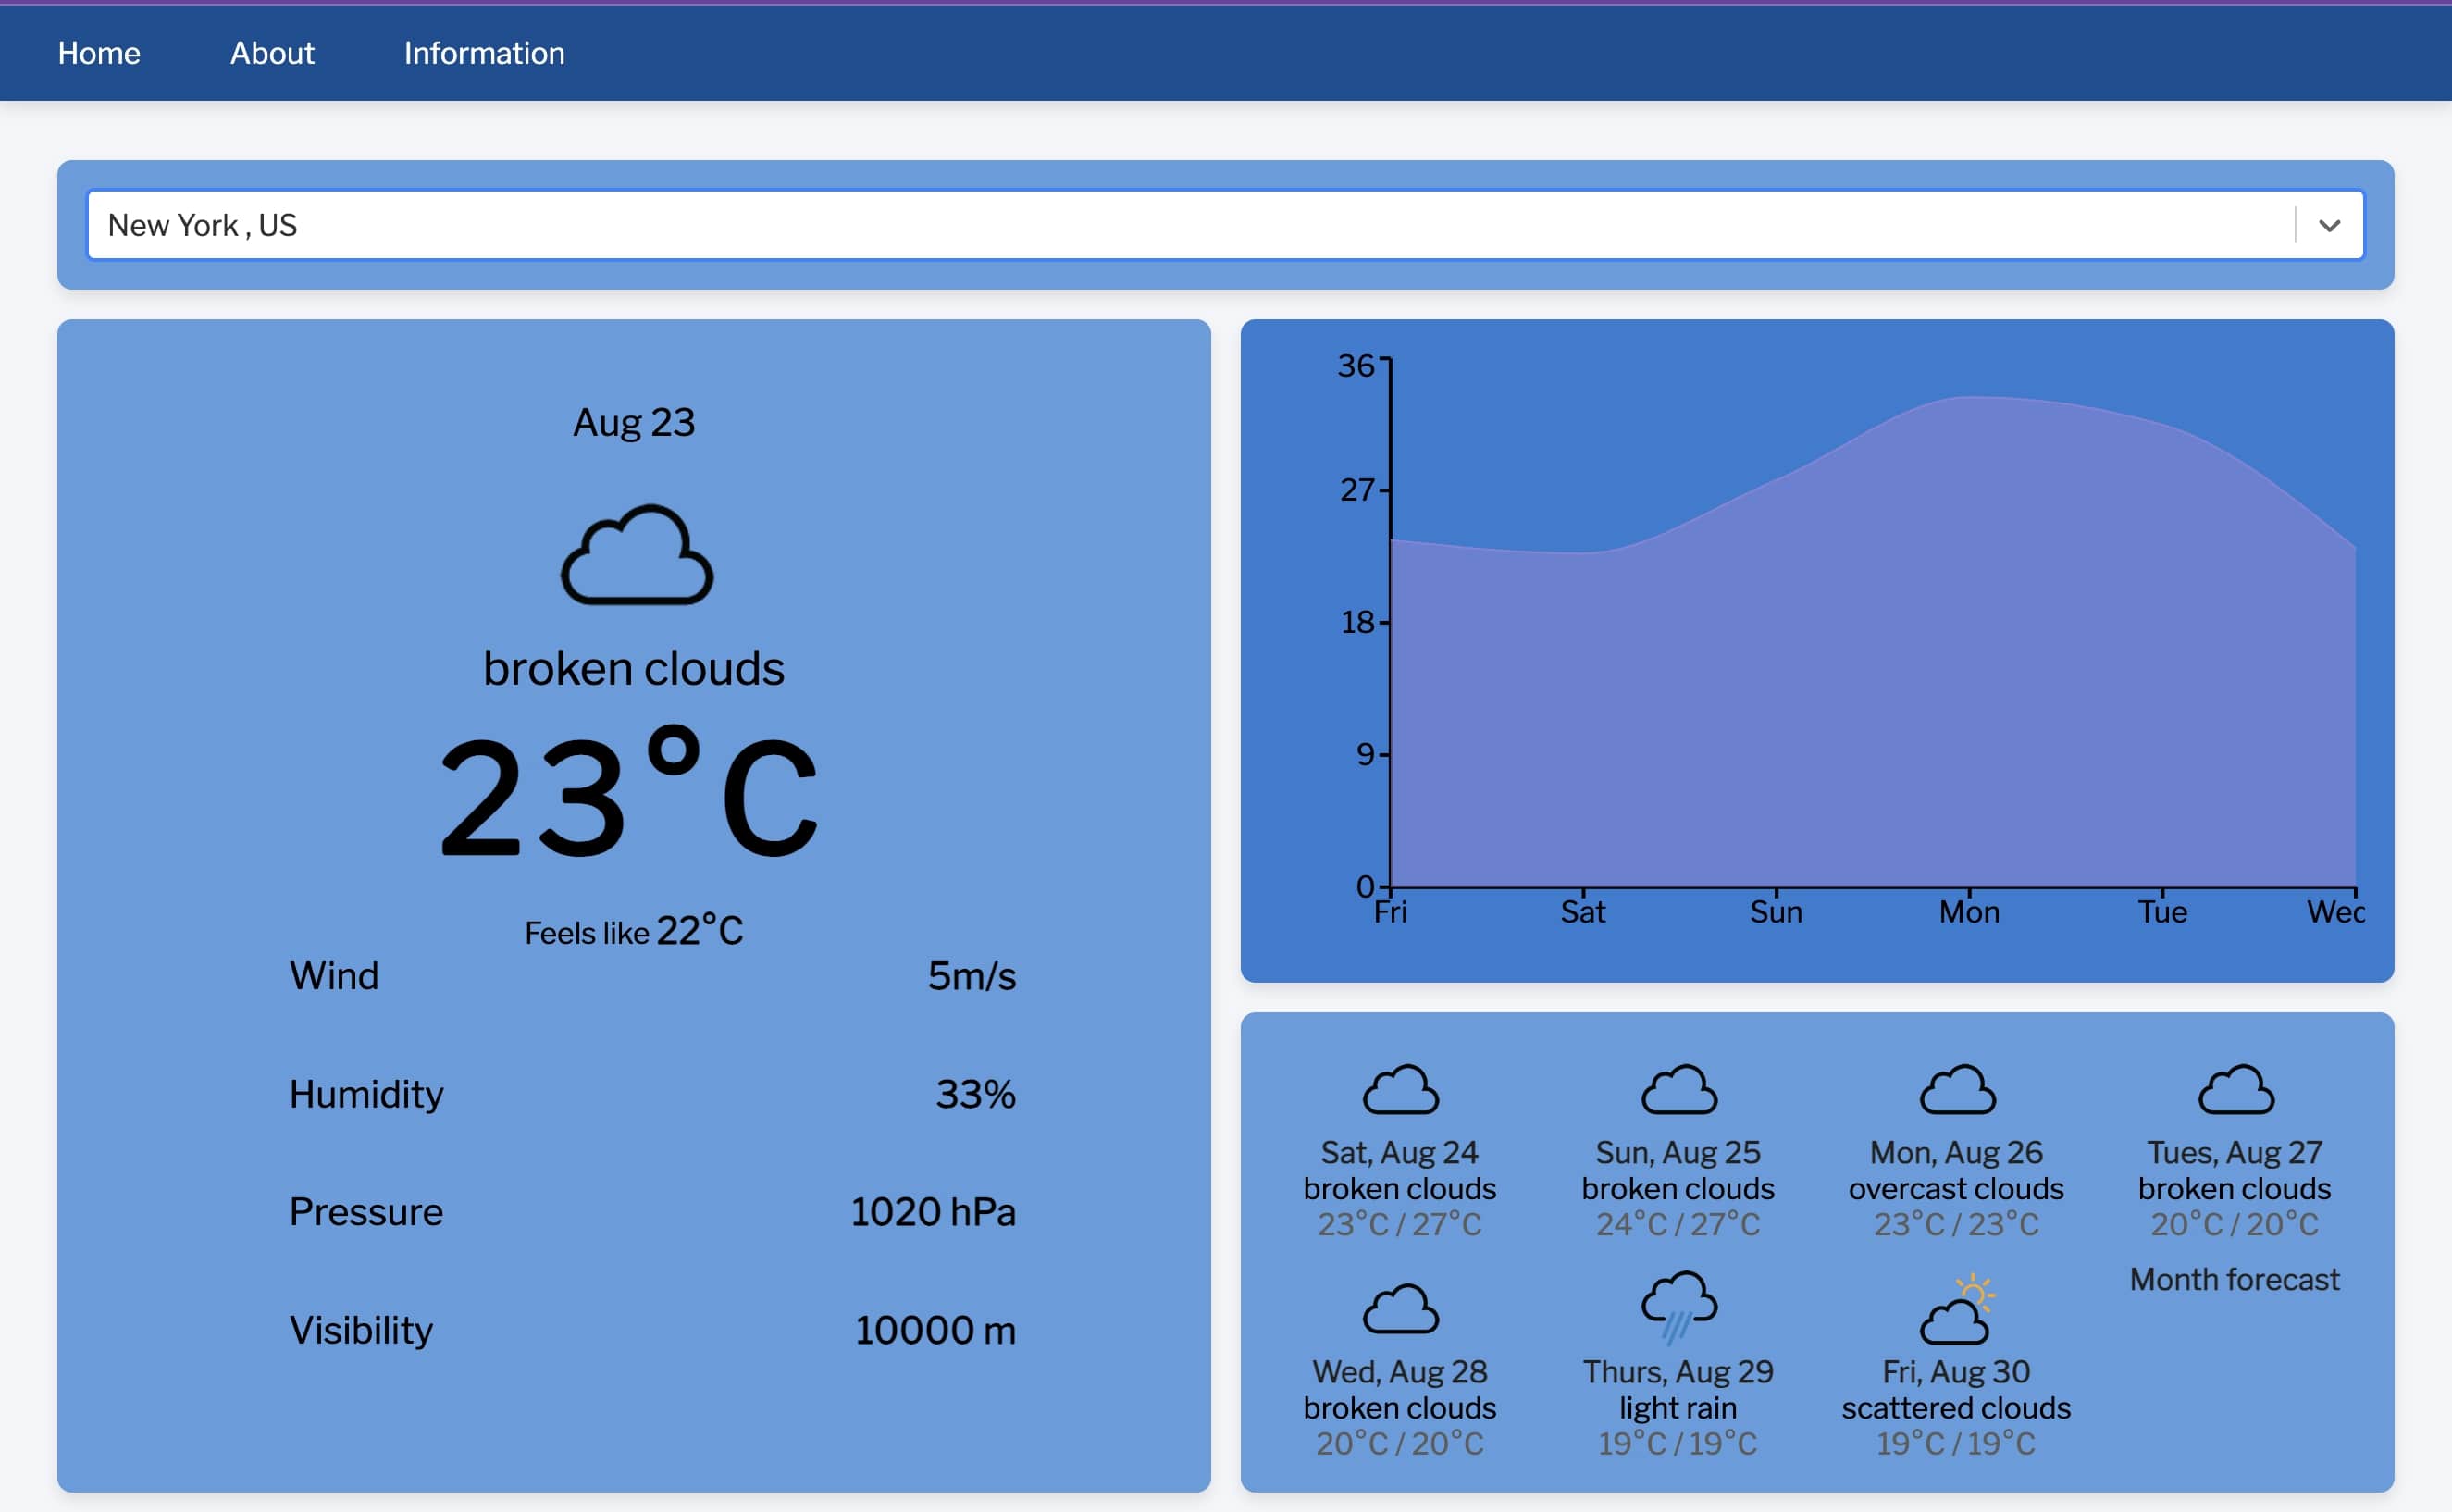 Home About Information
New York , US
Aug 23
broken clouds
23°C
Feels like 22°C
Wind 5m/s
Humidity 33%
Pressure 1020 hPa
Visibility 10000 m
36
27
18
9
0
Fri Sat Sun Mon Tue Wec
Sat, Aug 24
broken clouds
23°C / 27°C
Sun, Aug 25
broken clouds
24°C / 27°C
Mon, Aug 26
overcast clouds
23°C / 23°C
Tues, Aug 27
broken clouds
20°C / 20°C
Wed, Aug 28
broken clouds
20°C / 20°C
Thurs, Aug 29
light rain
19°C / 19°C
Fri, Aug 30
scattered clouds
19°C / 19°C
Month forecast